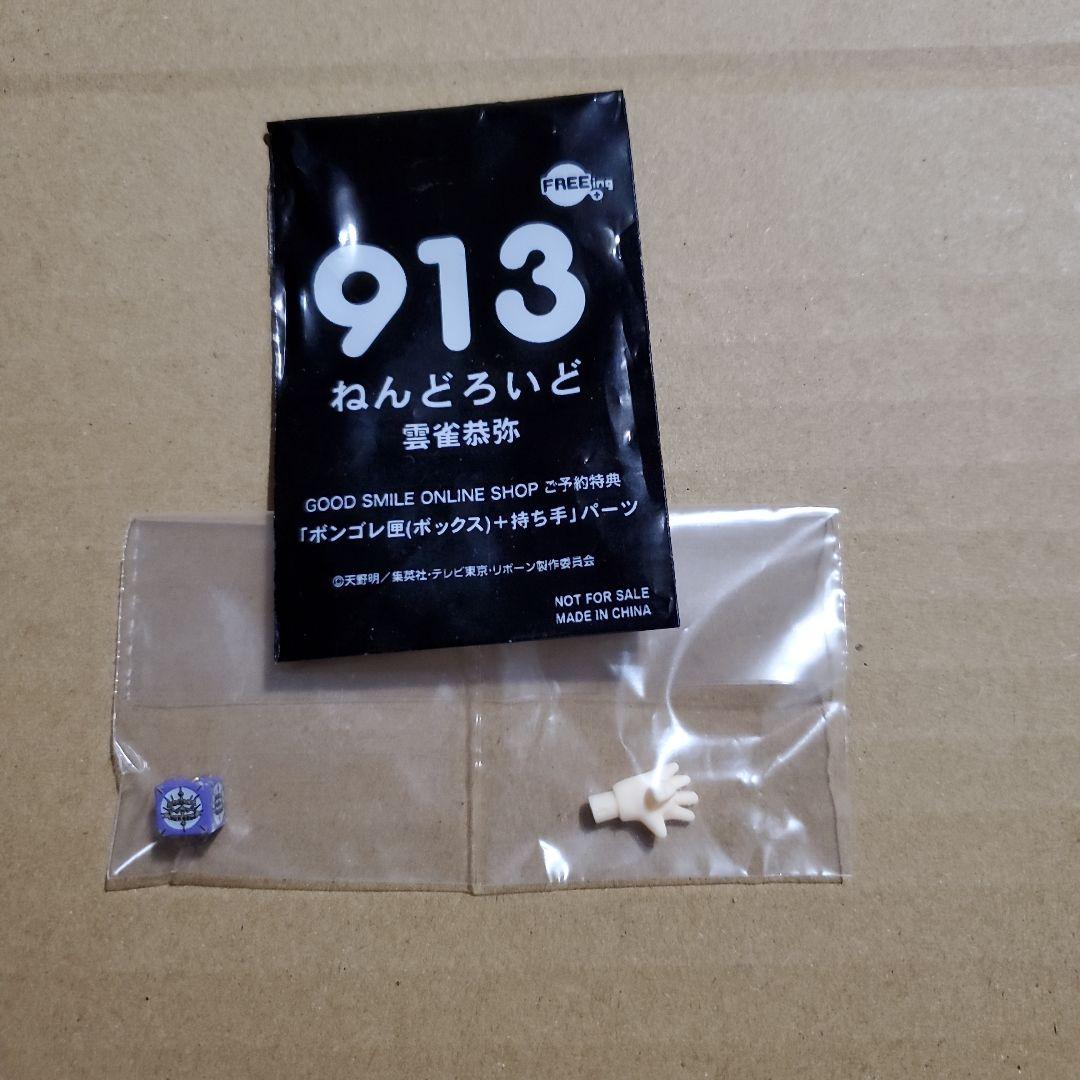 FREEing
913
ねんどろいど
雲雀恭弥
GOOD SMILE ONLINE SHOP ご予約特典
「ボンゴレ匣(ボックス)+持ち手」パーツ
©天野明/集英社・テレビ東京・リボーン製作委員会
NOT FOR SALE
MADE IN CHINA